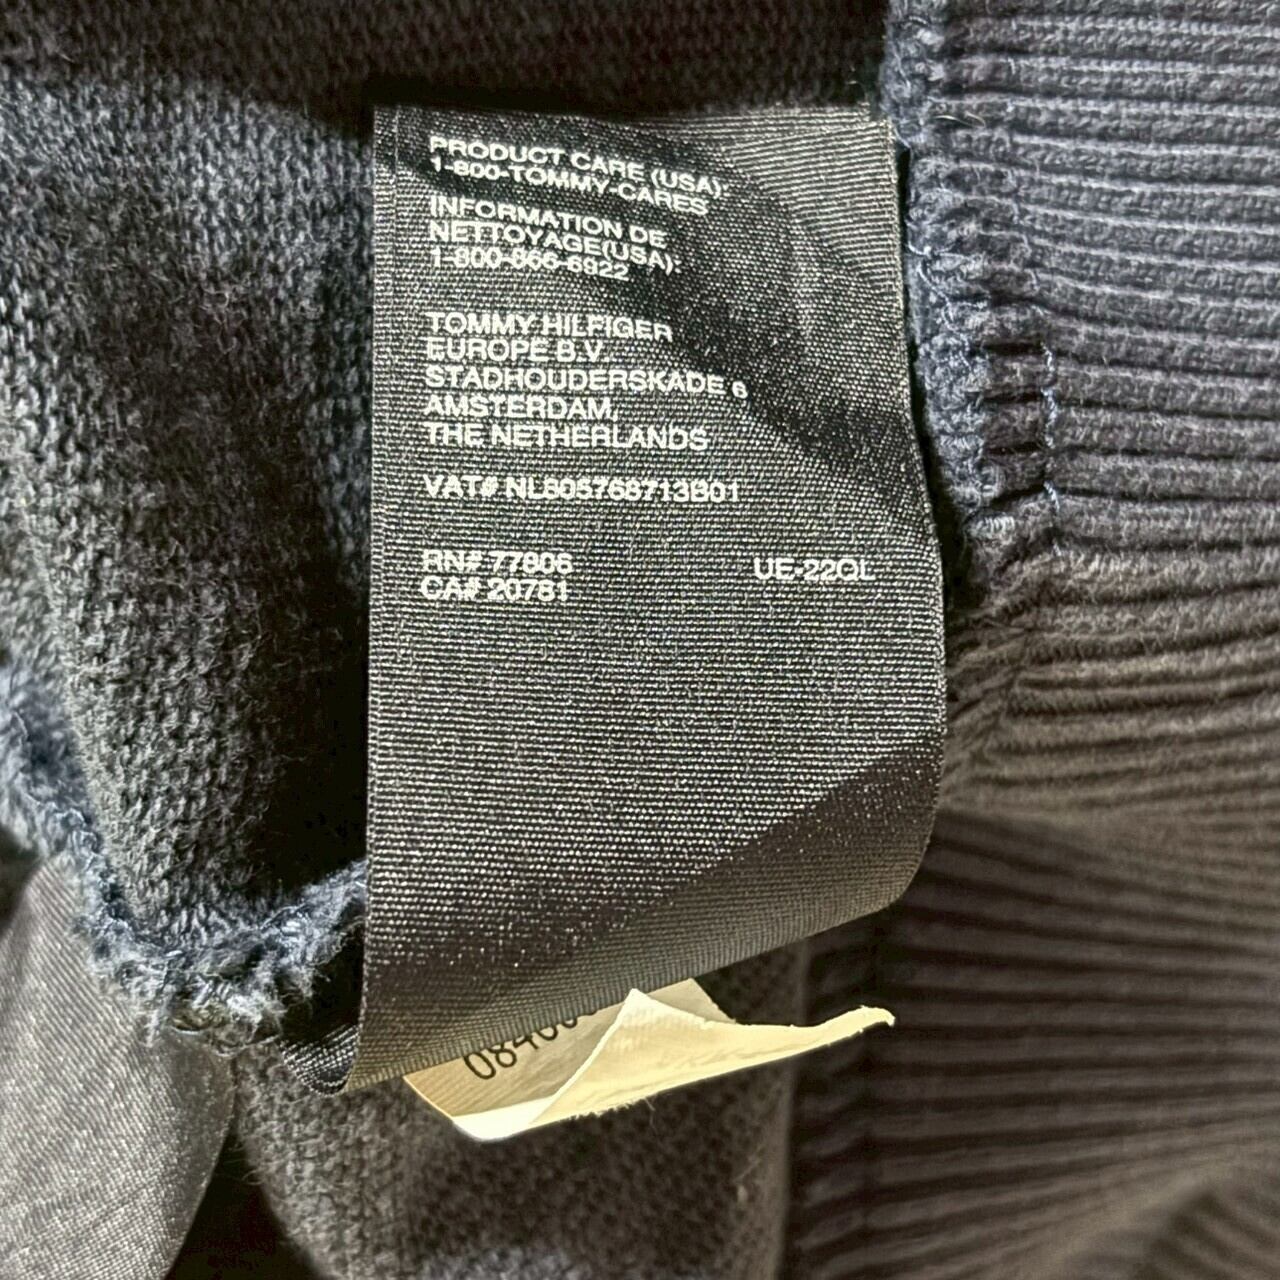 PRODUCT CARE (USA):
1-800-TOMMY-CARES
INFORMATION DE
NETTOYAGE(USA):
1-800-866-6922
TOMMY HILFIGER
EUROPE B.V.
STADHOUDERSKADE 6
AMSTERDAM,
THE NETHERLANDS
VAT# NL805768713B01
RN# 77806 UE-22QL
CA# 20781